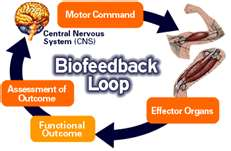 Motor Command
Central Nervous
System (CNS)
Biofeedback
Loop
Assessment of
Outcome
Effector Organs
Functional
Outcome